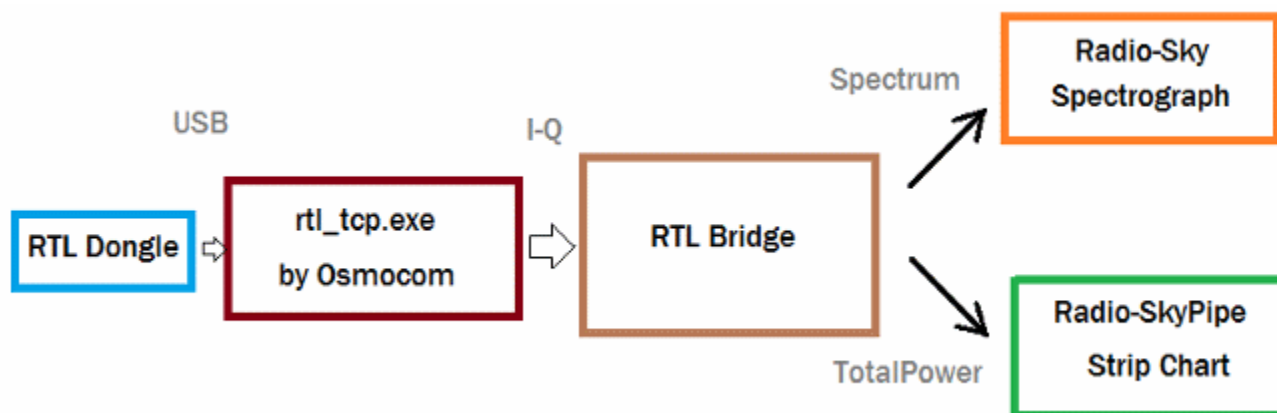 USB
RTL Dongle
rtl_tcp.exe
by Osmocom
I-Q
RTL Bridge
Spectrum
Radio-Sky
Spectrograph
TotalPower
Radio-SkyPipe
Strip Chart